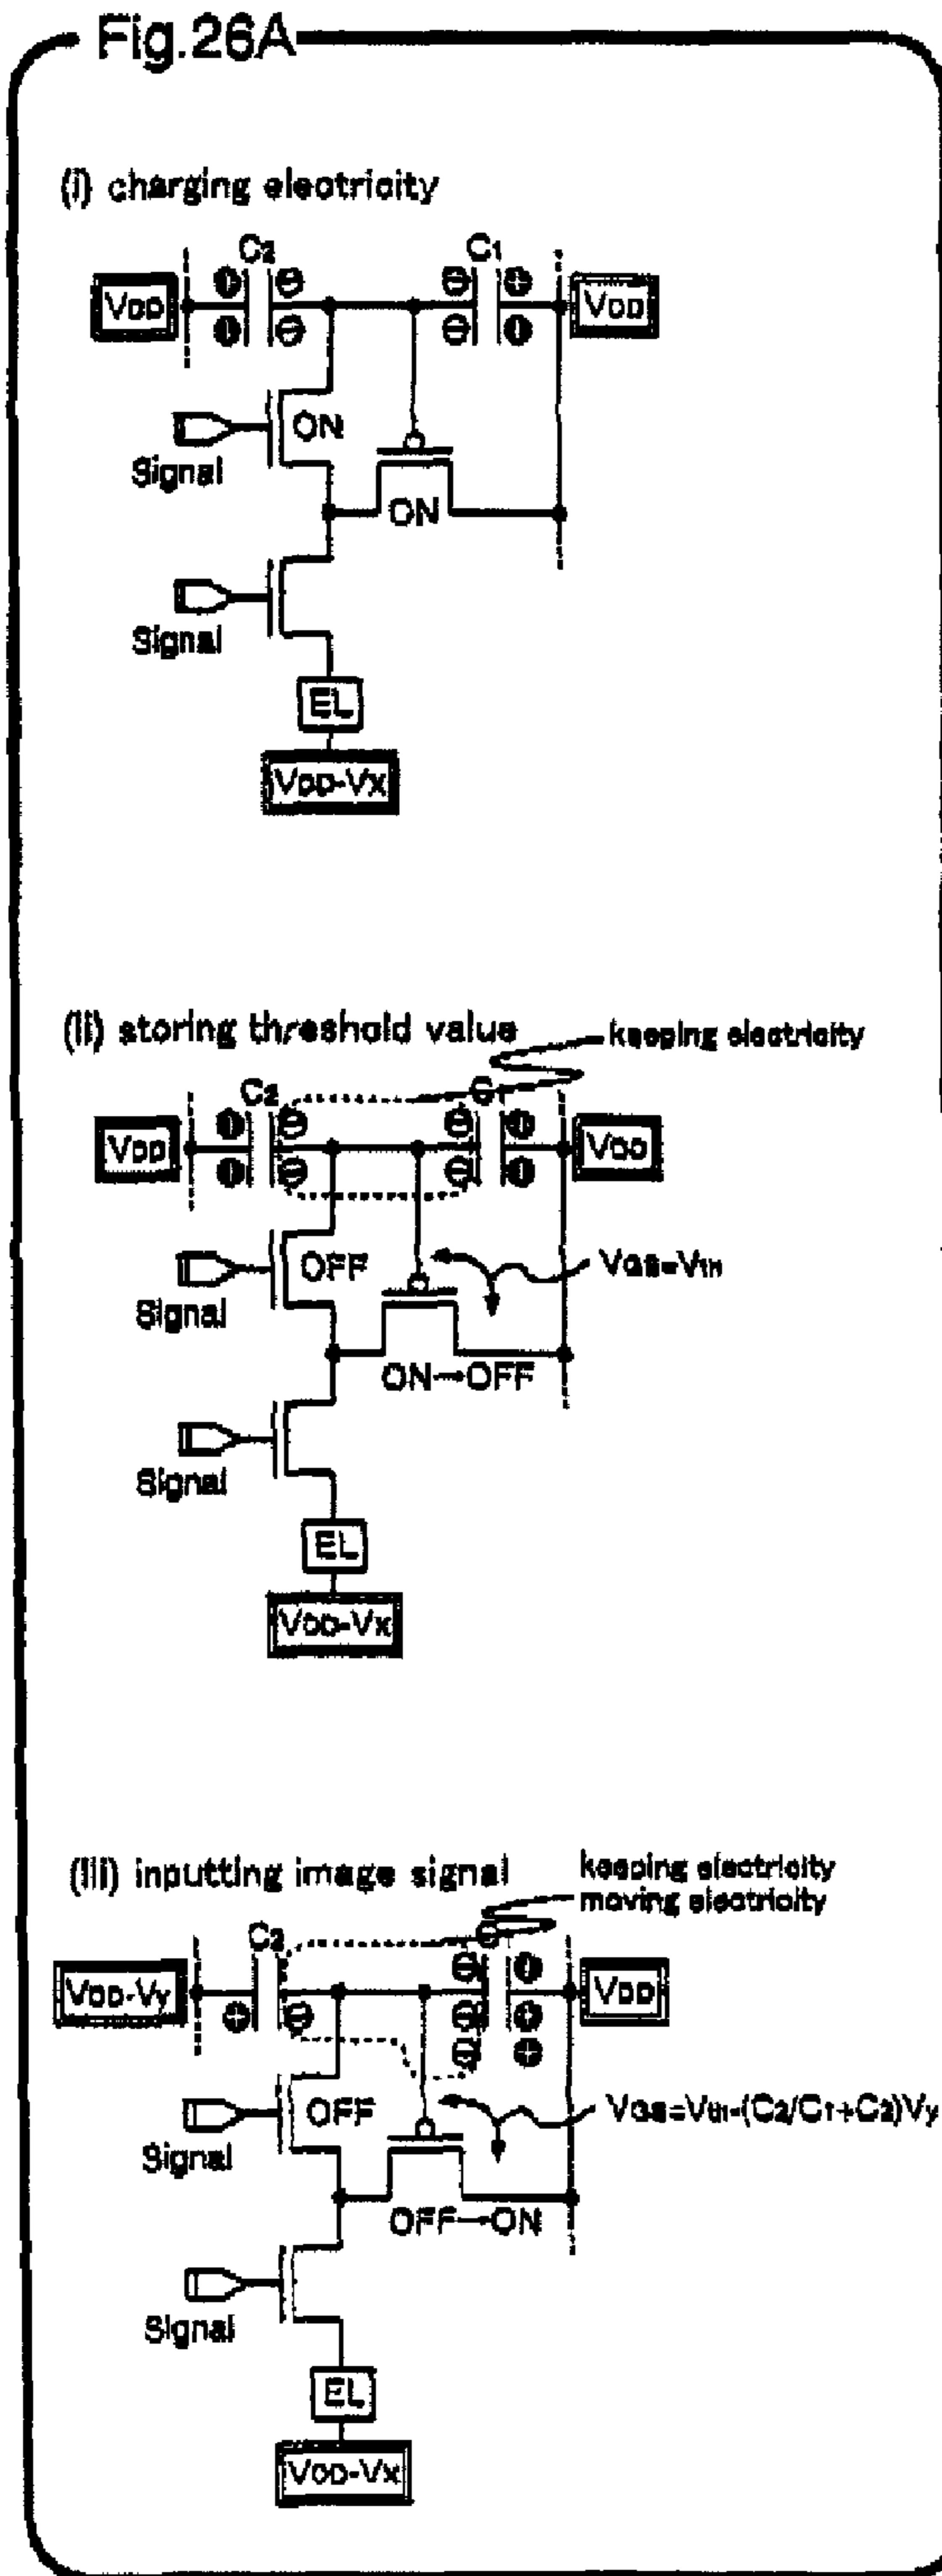 Fig.26A
(i) charging electricity
C2 C1
VDD VDD
ON
Signal
ON
Signal
EL
VDD-Vx
(ii) storing threshold value
keeping electricity
C2 C
VDD VDD
OFF
VGS=Vth
Signal
ON→OFF
Signal
EL
VDD-Vx
(iii) inputting image signal
keeping electricity
moving electricity
C2 C
VDD-Vy VDD
OFF
VGS=Vth-(C2/C1+C2)Vy
Signal
OFF→ON
Signal
EL
VDD-Vx